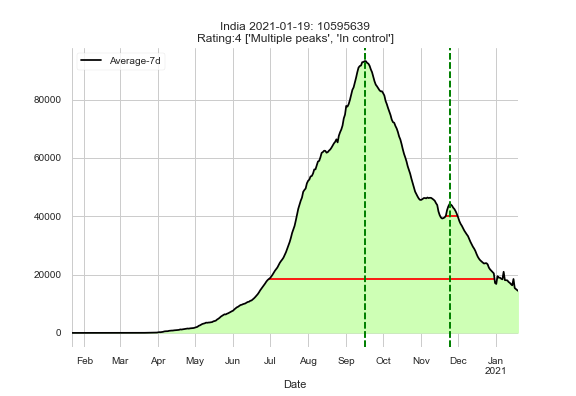 India 2021-01-19: 10595639
Rating:4 ['Multiple peaks', 'In control']
Average-7d
80000
60000
40000
20000
0
Feb Mar Apr May Jun Jul Aug Sep Oct Nov Dec Jan
2021
Date